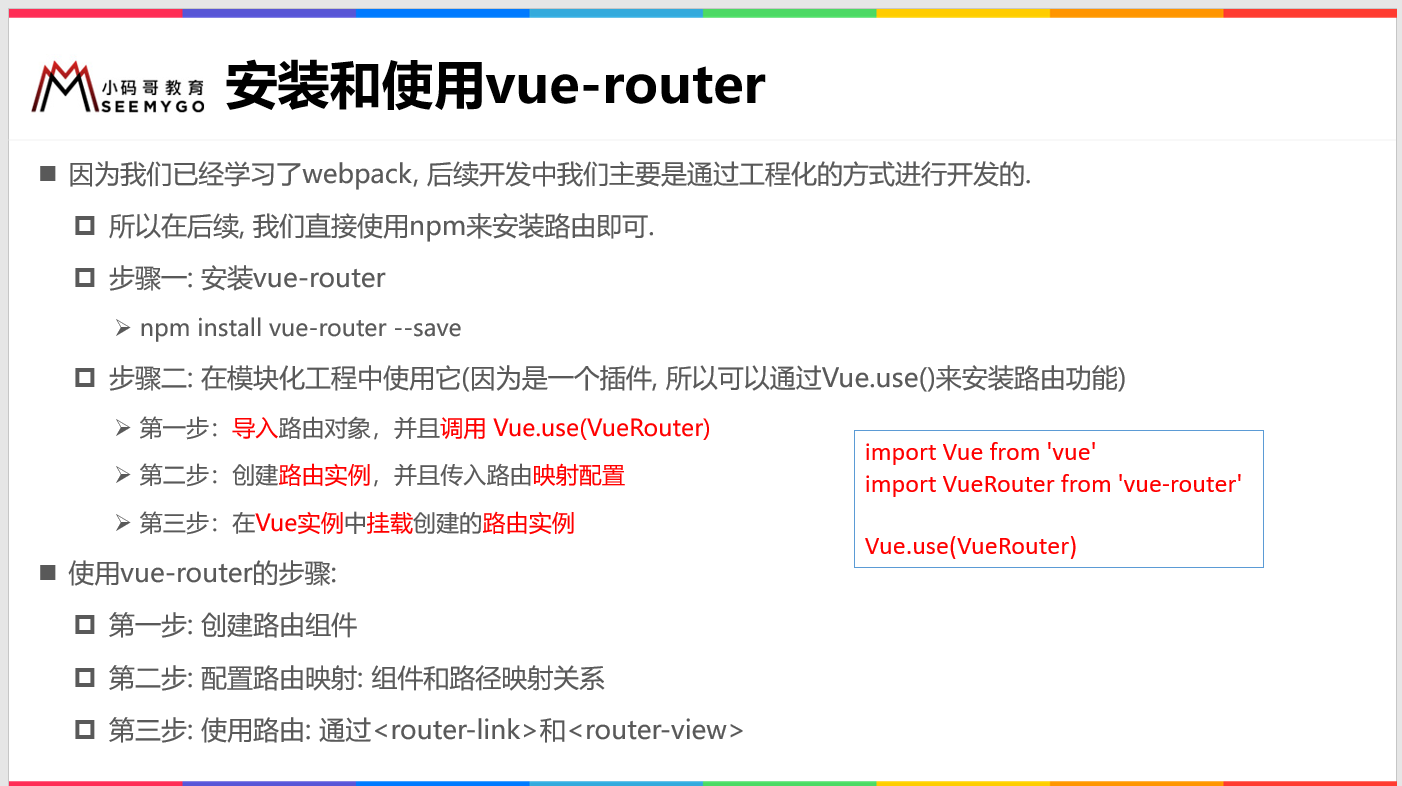 小码哥教育
SEEMYGO
安装和使用vue-router
因为我们已经学习了webpack, 后续开发中我们主要是通过工程化的方式进行开发的.
所以在后续, 我们直接使用npm来安装路由即可.
步骤一: 安装vue-router
npm install vue-router --save
步骤二: 在模块化工程中使用它(因为是一个插件, 所以可以通过Vue.use()来安装路由功能)
第一步：导入路由对象，并且调用 Vue.use(VueRouter)
第二步：创建路由实例，并且传入路由映射配置
第三步：在Vue实例中挂载创建的路由实例
import Vue from 'vue'
import VueRouter from 'vue-router'
Vue.use(VueRouter)
使用vue-router的步骤:
第一步: 创建路由组件
第二步: 配置路由映射: 组件和路径映射关系
第三步: 使用路由: 通过<router-link>和<router-view>